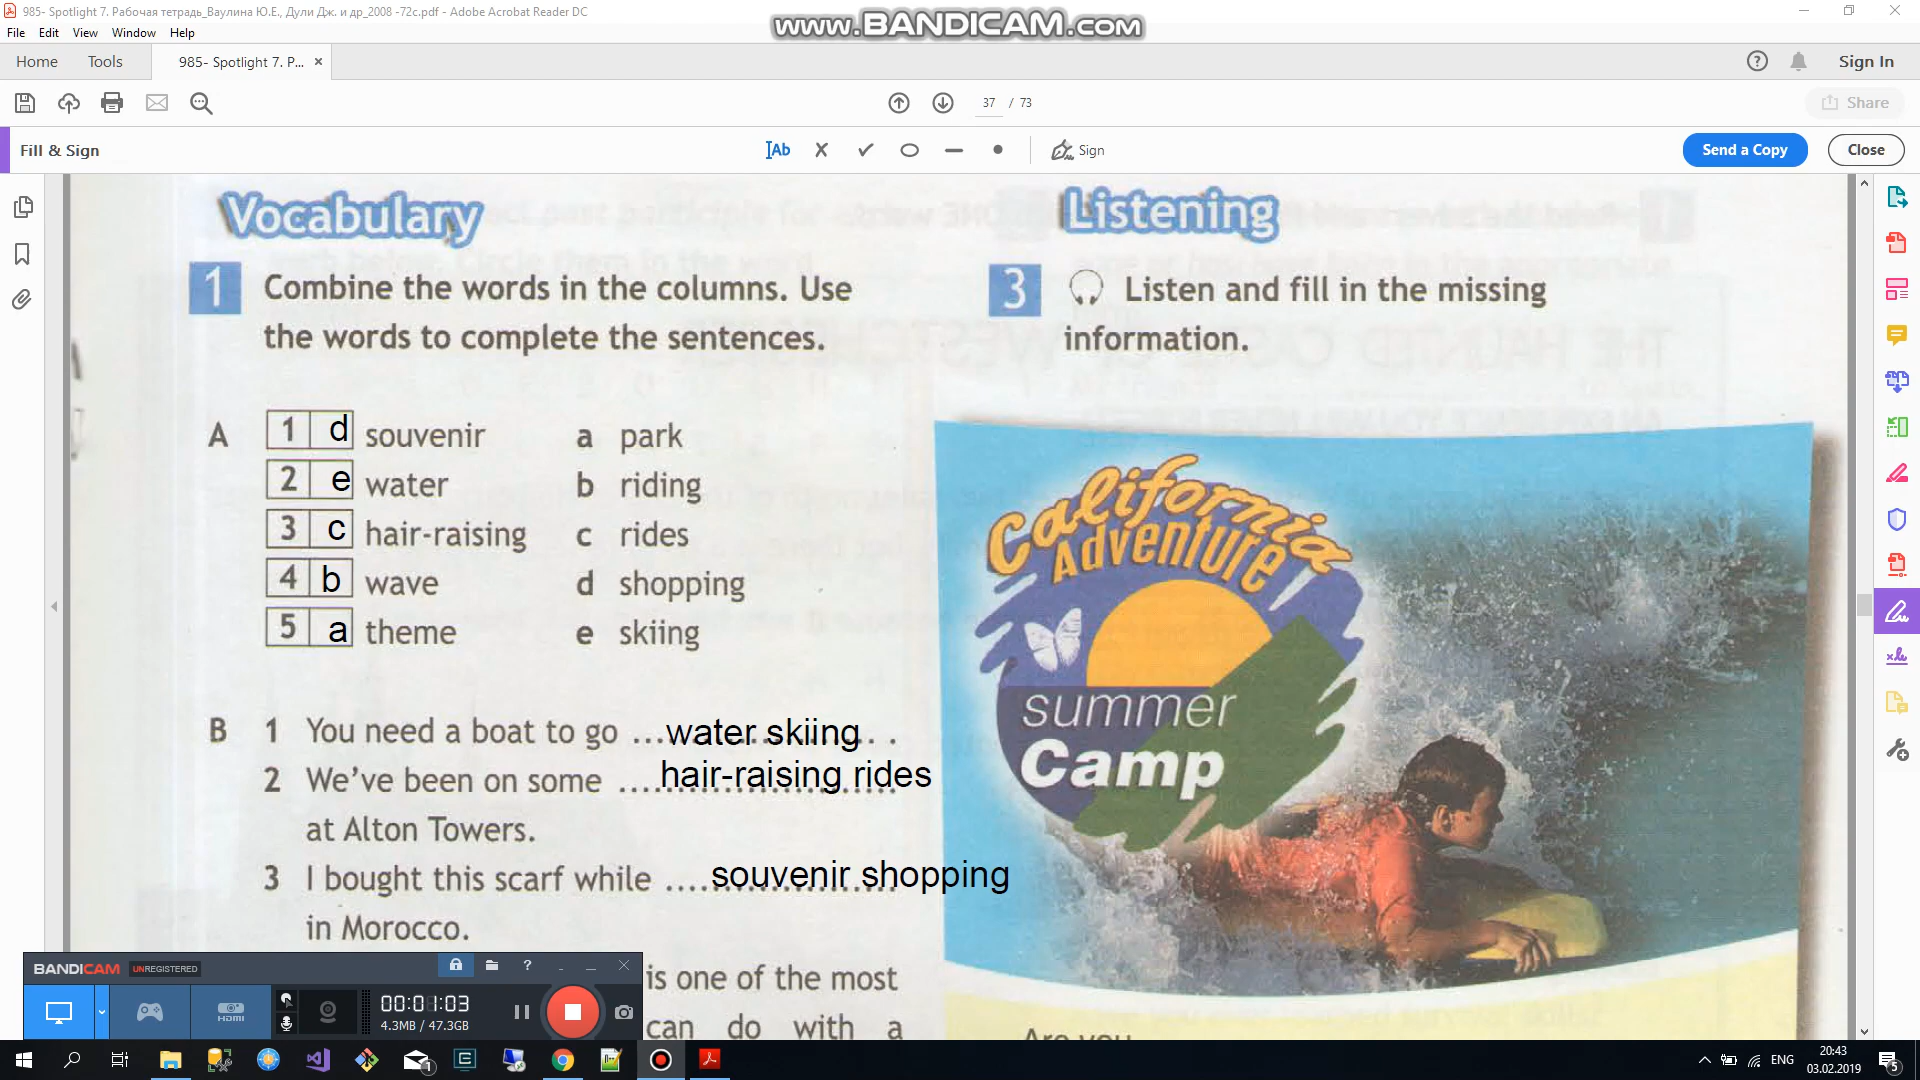 985- Spotlight 7. Рабочая тетрадь_Ваулина Ю.Е., Дули Дж. и др_2008 -72с.pdf - Adobe Acrobat Reader DC
www.BANDICAM.com
File Edit View Window Help
Home Tools 985- Spotlight 7. P... × Sign In
37 / 73 Share
Fill & Sign Ab Sign Send a Copy Close
Vocabulary
1 Combine the words in the columns. Use
the words to complete the sentences.
A 1 d souvenir a park
2 e water b riding
3 c hair-raising c rides
4 b wave d shopping
5 a theme e skiing
B 1 You need a boat to go ... water skiing .
2 We've been on some .... hair-raising rides
at Alton Towers.
3 I bought this scarf while .... souvenir shopping
in Morocco.
is one of the most
can do with a
Listening
3 Listen and fill in the missing
information.
California
Adventure
summer
Camp
Are you
BANDICAM UNREGISTERED
HDMI
00:01:03
4.3MB / 47.3GB
ENG
20:43
03.02.2019